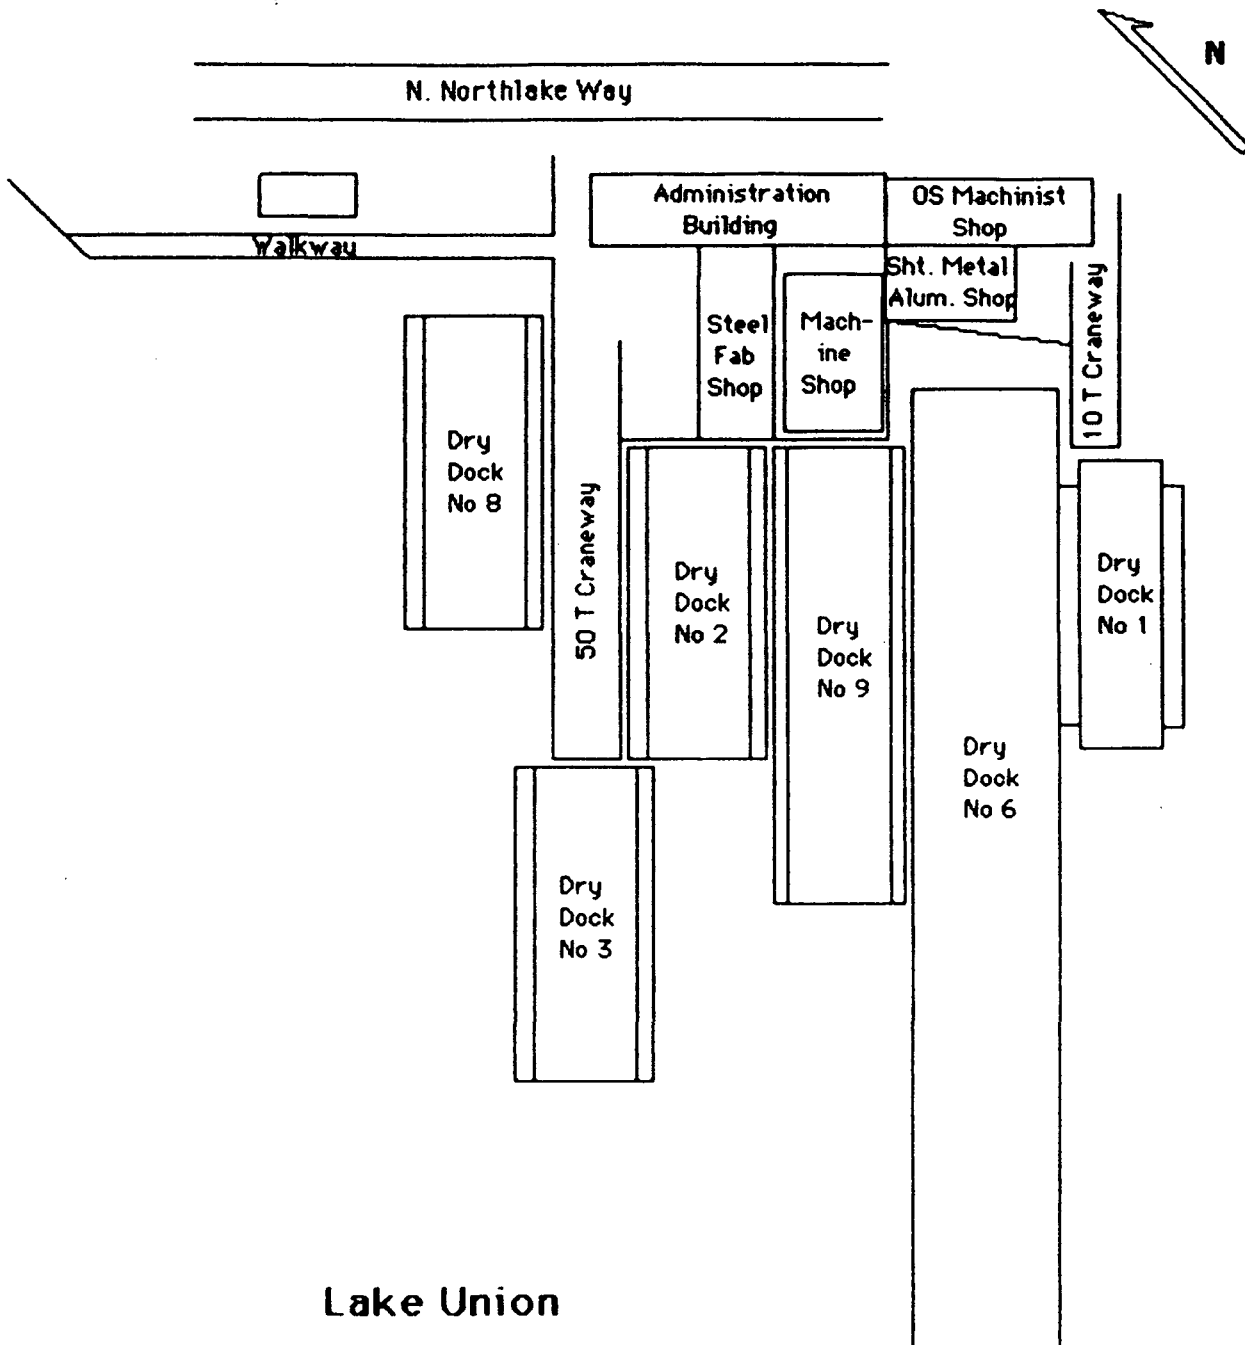 N
N. Northlake Way
Administration
Building
OS Machinist
Shop
Walkway
Sht. Metal
Alum. Shop
Steel
Fab
Shop
Mach-
ine
Shop
10 T Craneway
Dry
Dock
No 8
50 T Craneway
Dry
Dock
No 2
Dry
Dock
No 9
Dry
Dock
No 1
Dry
Dock
No 6
Dry
Dock
No 3
Lake Union